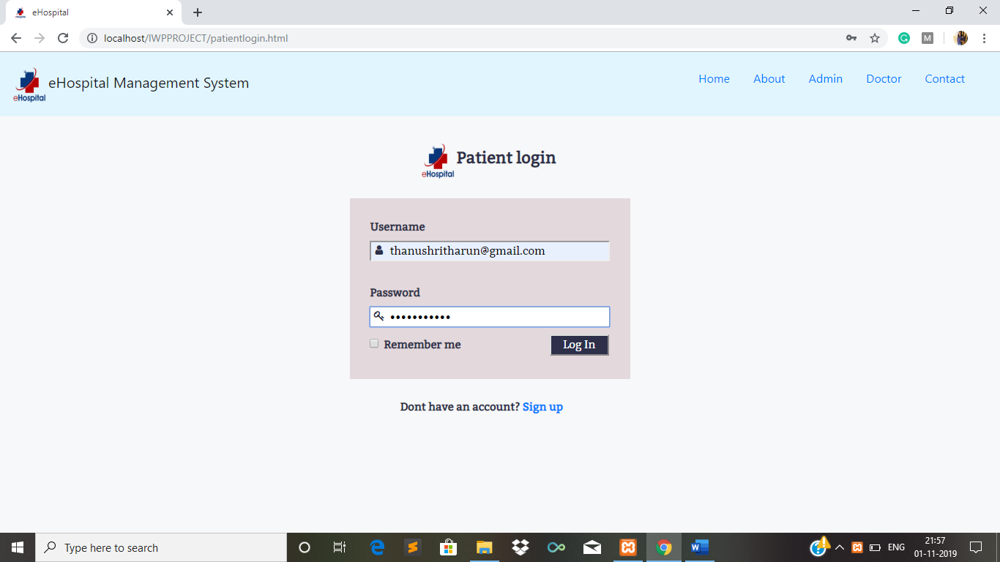 eHospital
localhost/IWPPROJECT/patientlogin.html
M
eHospital
eHospital Management System
Home About Admin Doctor Contact
eHospital
Patient login
Username
thanushritharun@gmail.com
Password
•••••••••••
Remember me
Log In
Dont have an account? Sign up
Type here to search
ENG
21:57
01-11-2019